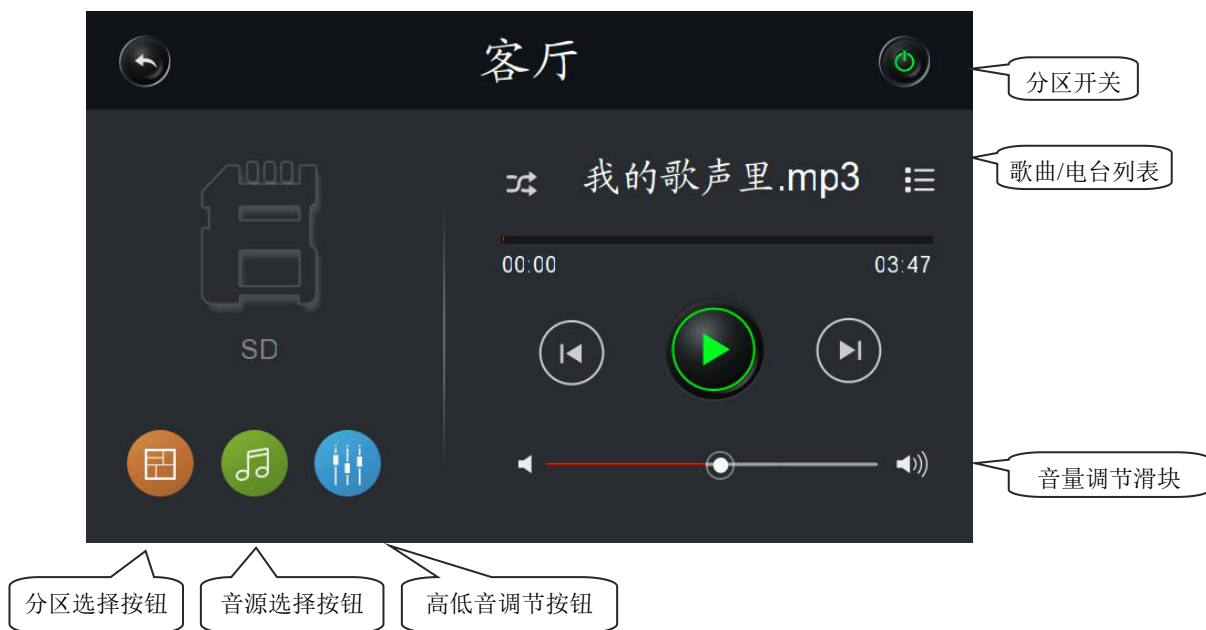 客厅
分区开关
我的歌声里.mp3
歌曲/电台列表
00:00
03:47
SD
音量调节滑块
分区选择按钮
音源选择按钮
高低音调节按钮